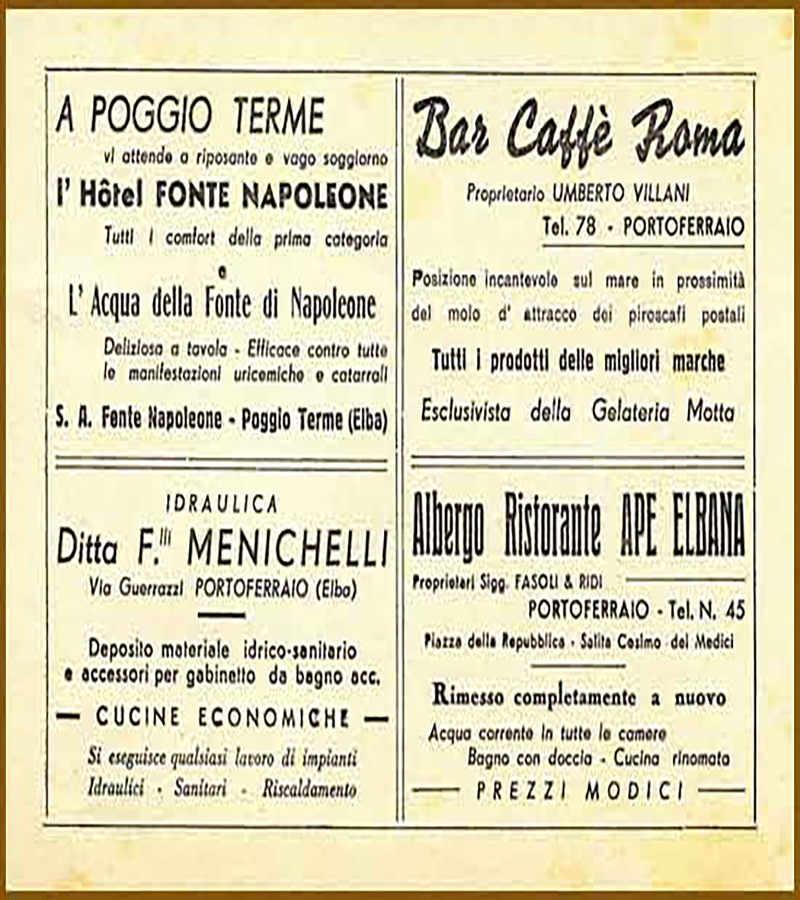 A POGGIO TERME
vi attende a riposante e vago soggiorno
l' Hôtel FONTE NAPOLEONE
Tutti i comfort della prima categoria
e
L' Acqua della Fonte di Napoleone
Deliziosa a tavola - Efficace contro tutte
le manifestazioni uricemiche e catarrali
S. A. Fonte Napoleone - Poggio Terme (Elba)
IDRAULICA
Ditta F.lli MENICHELLI
Via Guerrazzi PORTOFERRAIO (Elba)
Deposito materiale idrico-sanitario
e accessori per gabinetto da bagno acc.
CUCINE ECONOMICHE
Si eseguisce qualsiasi lavoro di impianti
Idraulici - Sanitari - Riscaldamento
Bar Caffè Roma
Proprietario UMBERTO VILLANI
Tel. 78 - PORTOFERRAIO
Posizione incantevole sul mare in prossimità
del molo d' attracco dei piroscafi postali
Tutti i prodotti delle migliori marche
Esclusivista della Gelateria Motta
Albergo Ristorante APE ELBANA
Proprietari Sigg. FASOLI & RIDI
PORTOFERRAIO - Tel. N. 45
Piazza della Repubblica - Salita Cosimo dei Medici
Rimesso completamente a nuovo
Acqua corrente in tutte le camere
Bagno con doccia - Cucina rinomata
PREZZI MODICI